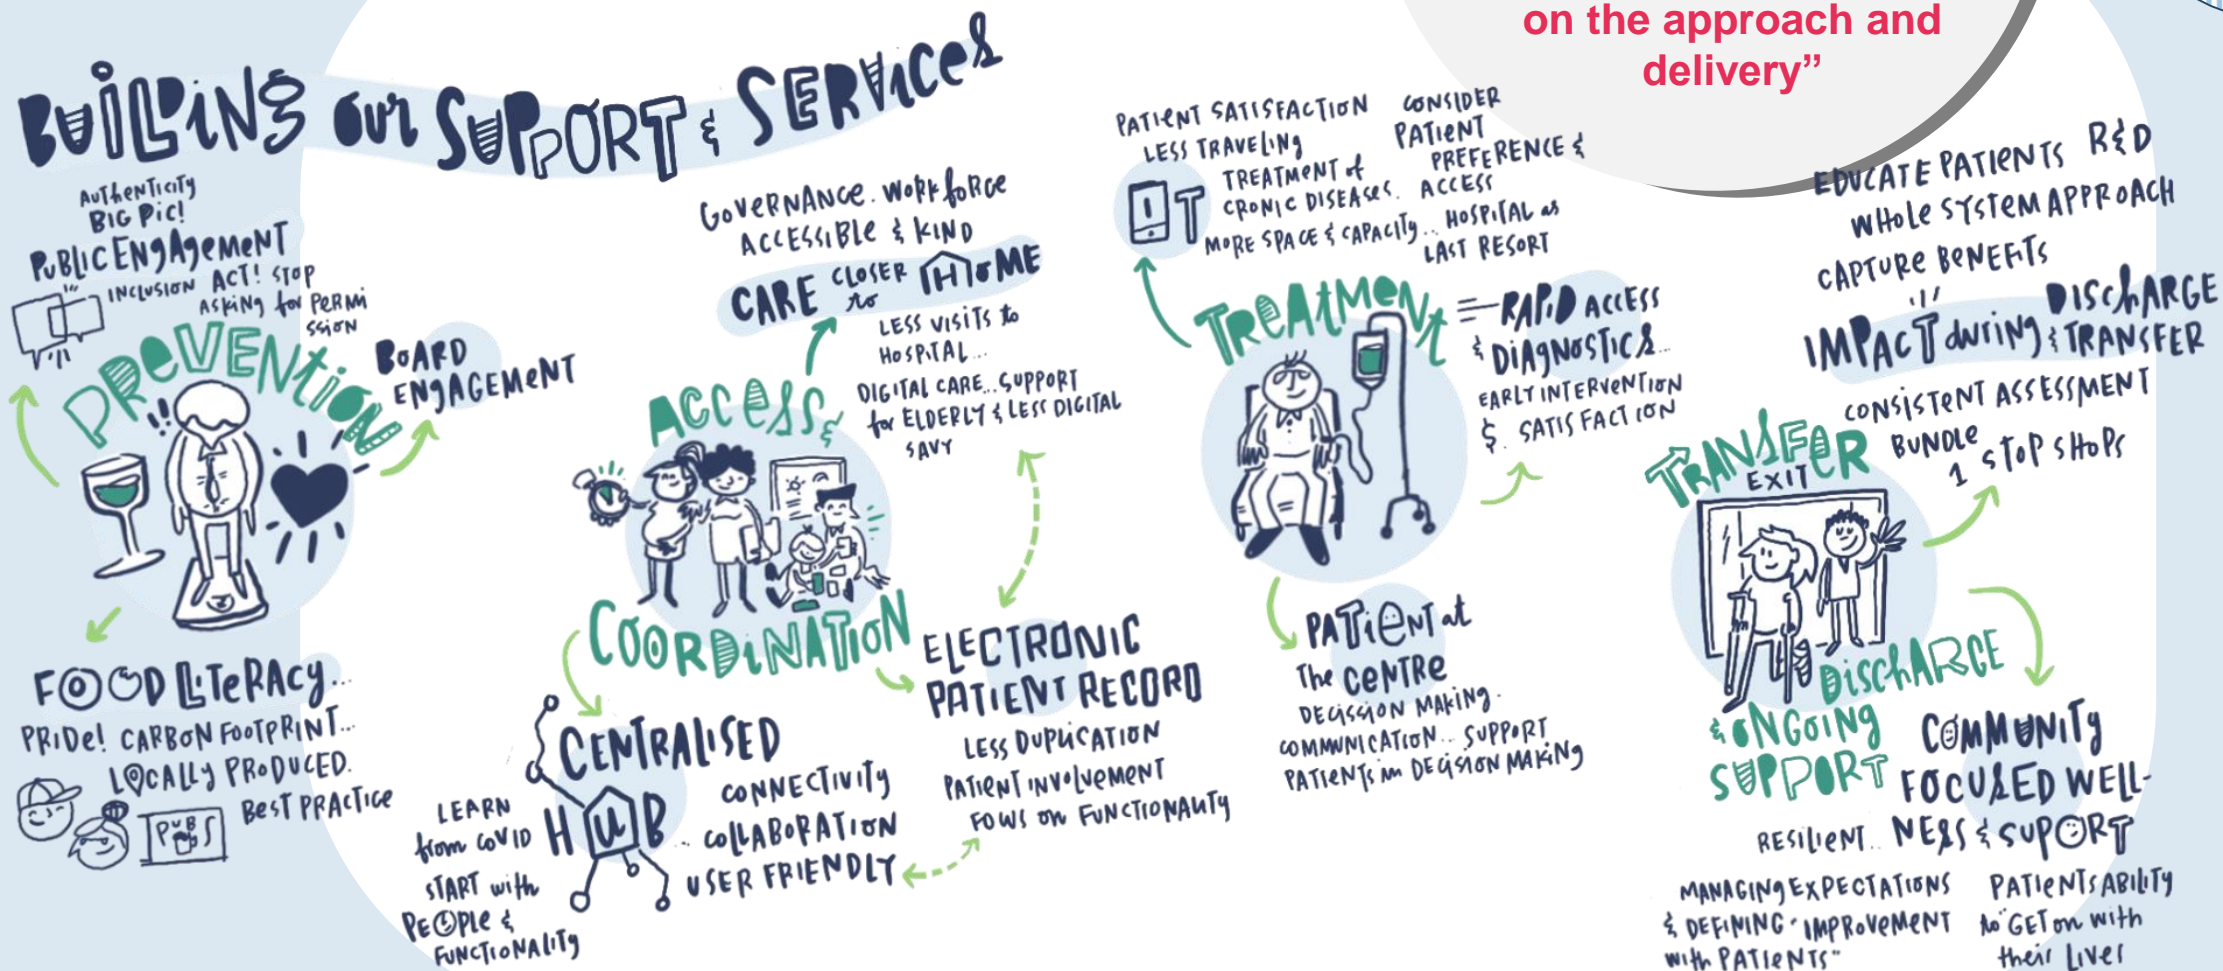 on the approach and
delivery”
BUILDING our SUPPORT & SERVICES
AUTHENTICITY
BIG PIC!
PUBLIC ENGAGEMENT
INCLUSION ACT! STOP
ASKING for PERMI
SSION
PREVENTION
BOARD
ENGAGEMENT
FOOD LITERACY...
PRIDE! CARBON FOOTPRINT...
LOCALLY PRODUCED.
BEST PRACTICE
PUBS
GOVERNANCE. WORKFORCE
ACCESSIBLE & KIND
CARE CLOSER
to HOME
LESS VISITS to
HOSPITAL...
DIGITAL CARE... SUPPORT
for ELDERLY & LESS DIGITAL
SAVY
ACCESS &
COORDINATION
CENTRALISED
HUB
LEARN
from COVID
START with
PEOPLE &
FUNCTIONALITY
CONNECTIVITY
.. COLLABORATION
USER FRIENDLY
ELECTRONIC
PATIENT RECORD
LESS DUPLICATION
PATIENT INVOLVEMENT
FOWS on FUNCTIONALITY
PATIENT SATISFACTION
LESS TRAVELING
IT
TREATMENT of
CRONIC DISEASES.
MORE SPACE & CAPACITY..
CONSIDER
PATIENT
PREFERENCE &
ACCESS
HOSPITAL as
LAST RESORT
TREATMENT
RAPID ACCESS
& DIAGNOSTICS...
EARLY INTERVENTION
&. SATISFACTION
PATIENT at
The CENTRE
DECISSION MAKING.
COMMUNICATION... SUPPORT
PATIENTS in DECISION MAKING
EDUCATE PATIENTS R&D
WHOLE SYSTEM APPROACH
CAPTURE BENEFITS
IMPACT during DISCHARGE
& TRANSFER
CONSISTENT ASSESSMENT
BUNDLE
1 STOP SHOPS
TRANSFER
EXIT
DISCHARGE
& ONGOING
SUPPORT
COMMUNITY
FOCUSED WELL-
RESILIENT.. NESS & SUPORT
MANAGING EXPECTATIONS
& DEFINING "IMPROVEMENT
with PATIENTS"
PATIENTS ABILITY
to "GET on with
their Lives